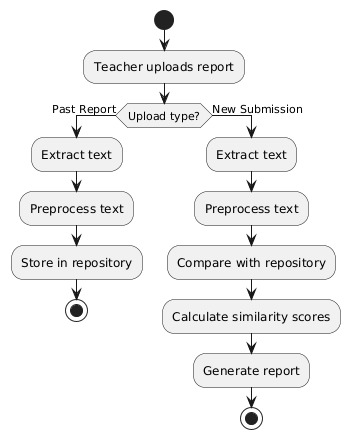 Teacher uploads report
Upload type?
Past Report
New Submission
Extract text
Extract text
Preprocess text
Preprocess text
Store in repository
Compare with repository
Calculate similarity scores
Generate report